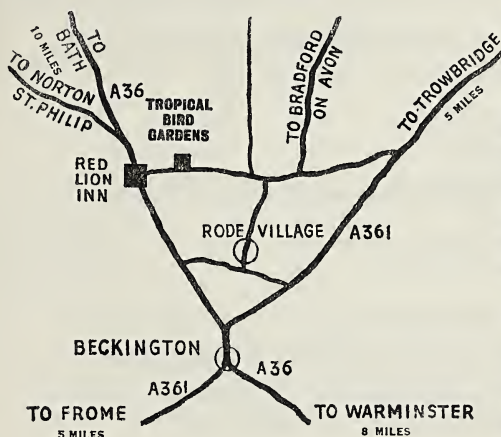 TO
BATH
10 MILES
A36
TO NORTON
ST. PHILIP
TROPICAL
BIRD
GARDENS
TO BRADFORD
ON AVON
TO-TROWBRIDGE
5 MILES
RED
LION
INN
RODE VILLAGE
A361
BECKINGTON
A361
A36
TO FROME
5 MILES
TO WARMINSTER
8 MILES